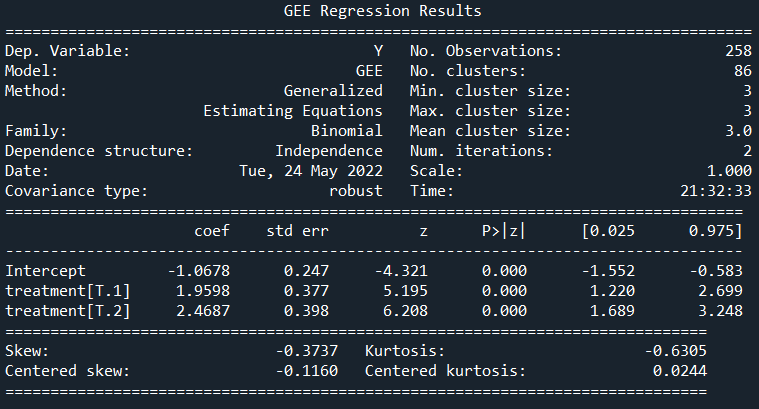 GEE Regression Results
===================================================================================
Dep. Variable: Y No. Observations: 258
Model: GEE No. clusters: 86
Method: Generalized Min. cluster size: 3
Estimating Equations Max. cluster size: 3
Family: Binomial Mean cluster size: 3.0
Dependence structure: Independence Num. iterations: 2
Date: Tue, 24 May 2022 Scale: 1.000
Covariance type: robust Time: 21:32:33
==================================================================================
coef std err z P>|z| [0.025 0.975]
----------------------------------------------------------------------------------
Intercept -1.0678 0.247 -4.321 0.000 -1.552 -0.583
treatment[T.1] 1.9598 0.377 5.195 0.000 1.220 2.699
treatment[T.2] 2.4687 0.398 6.208 0.000 1.689 3.248
==============================================================================
Skew: -0.3737 Kurtosis: -0.6305
Centered skew: -0.1160 Centered kurtosis: 0.0244
==============================================================================